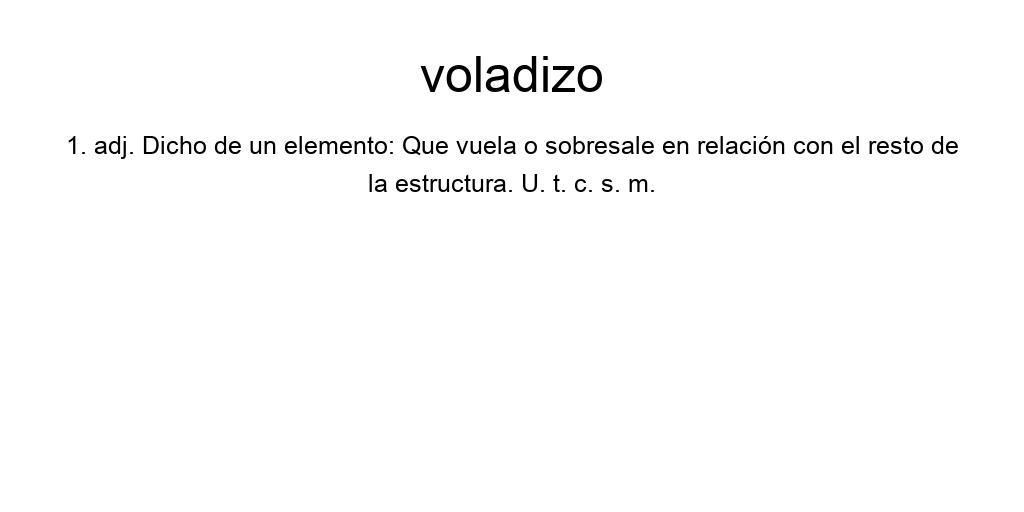 voladizo
1. adj. Dicho de un elemento: Que vuela o sobresale en relación con el resto de
la estructura. U. t. c. s. m.